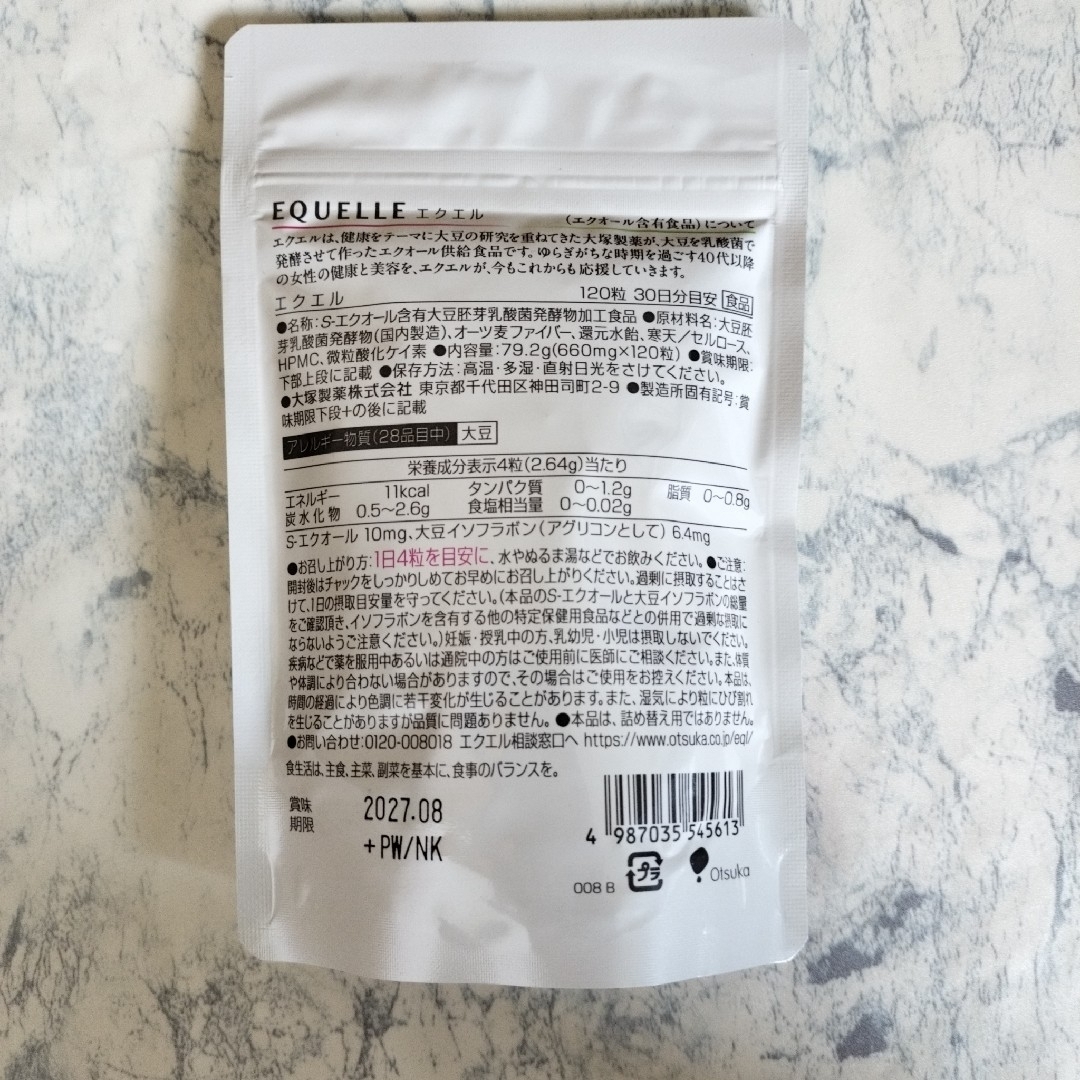 EQUELLE エクエル (エクオール含有食品)について
エクエルは、健康をテーマに大豆の研究を重ねてきた大塚製薬が、大豆を乳酸菌で
発酵させて作ったエクオール供給食品です。ゆらぎがちな時期を過ごす40代以降
の女性の健康と美容を、エクエルが、今もこれからも応援していきます。
エクエル 120粒 30日分目安 食品
●名称:S-エクオール含有大豆胚芽乳酸菌発酵物加工食品 ●原材料名:大豆胚
芽乳酸菌発酵物(国内製造)、オーツ麦ファイバー、還元水飴、寒天/セルロース、
HPMC、微粒酸化ケイ素 ●内容量:79.2g(660mg×120粒) ●賞味期限:
下部上段に記載 ●保存方法:高温・多湿・直射日光をさけてください。
●大塚製薬株式会社 東京都千代田区神田司町2-9 ●製造所固有記号:賞
味期限下段+の後に記載
アレルギー物質(28品目中) 大豆
栄養成分表示4粒(2.64g)当たり
エネルギー 11kcal タンパク質 0〜1.2g 脂質 0〜0.8g
炭水化物 0.5〜2.6g 食塩相当量 0〜0.02g
S-エクオール 10mg、大豆イソフラボン(アグリコンとして) 6.4mg
●お召し上がり方:1日4粒を目安に、水やぬるま湯などでお飲みください。●ご注意:
開封後はチャックをしっかりしめてお早めにお召し上がりください。過剰に摂取することはさ
けて、1日の摂取目安量を守ってください。(本品のS-エクオールと大豆イソフラボンの総量
をご確認頂き、イソフラボンを含有する他の特定保健用食品などとの併用で過剰な摂取に
ならないようご注意ください。)妊娠・授乳中の方、乳幼児・小児は摂取しないでください。
疾病などで薬を服用中あるいは通院中の方はご使用前に医師にご相談ください。また、体質
や体調により合わない場合がありますので、その場合はご使用をお控えください。本品は、
時間の経過により色調に若干変化が生じることがあります。また、湿気により粒にひび割れ
を生じることがありますが品質に問題ありません。●本品は、詰め替え用ではありません。
●お問い合わせ:0120-008018 エクエル相談窓口へ https://www.otsuka.co.jp/eql/
食生活は、主食、主菜、副菜を基本に、食事のバランスを。
賞味
期限
2027.08
+PW/NK
4 987035 545613
008 B プラ Otsuka